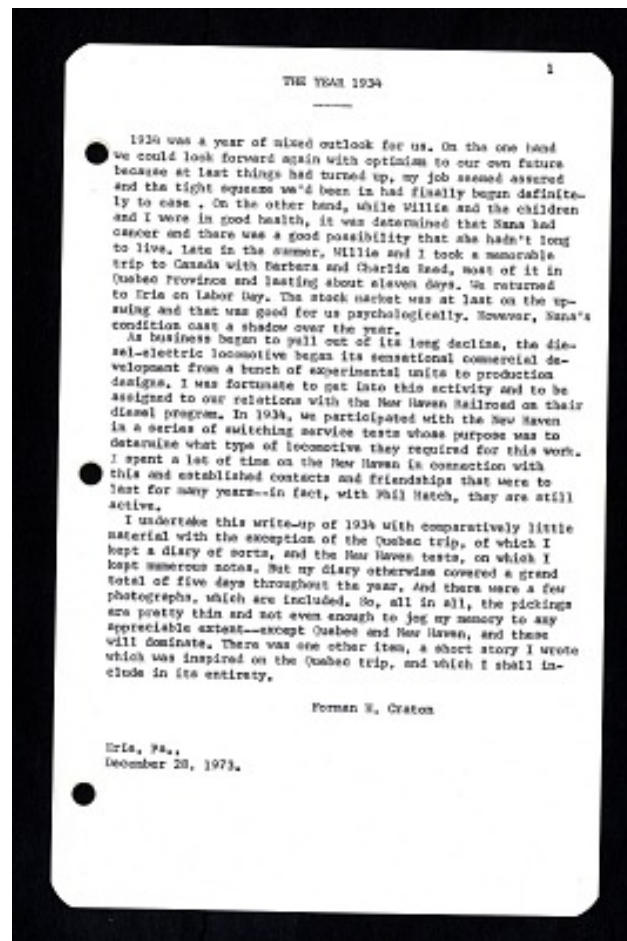 1
THE YEAR 1934
1934 was a year of mixed outlook for us. On the one hand
we could look forward again with optimism to our own future
because at last things had turned up, my job seemed assured
and the tight squeeze we'd been in had finally begun definite-
ly to ease . On the other hand, while Willie and the children
and I were in good health, it was determined that Nana had
cancer and there was a good possibility that she hadn't long
to live. Late in the summer, Willie and I took a memorable
trip to Canada with Barbara and Charlie Reed, most of it in
Quebec Province and lasting about eleven days. We returned
to Erie on Labor Day. The stock market was at last on the up-
swing and that was good for us psychologically. However, Nana's
condition cast a shadow over the year.
As business began to pull out of its long decline, the die-
sel-electric locomotive began its sensational commercial de-
velopment from a bunch of experimental units to production
designs. I was fortunate to get into this activity and to be
assigned to our relations with the New Haven Railroad on their
diesel program. In 1934, we participated with the New Haven
in a series of switching service tests whose purpose was to
determine what type of locomotive they required for this work.
I spent a lot of time on the New Haven in connection with
this and established contacts and friendships that were to
last for many years--in fact, with Phil Hatch, they are still
active.
I undertake this write-up of 1934 with comparatively little
material with the exception of the Quebec trip, of which I
kept a diary of sorts, and the New Haven tests, on which I
kept numerous notes. But my diary otherwise covered a grand
total of five days throughout the year. And there were a few
photographs, which are included. So, all in all, the pickings
are pretty thin and not even enough to jog my memory to any
appreciable extent--except Quebec and New Haven, and these
will dominate. There was one other item, a short story I wrote
which was inspired on the Quebec trip, and which I shall in-
clude in its entirety.
Forman H. Craton
Erie, Pa.,
December 28, 1973.